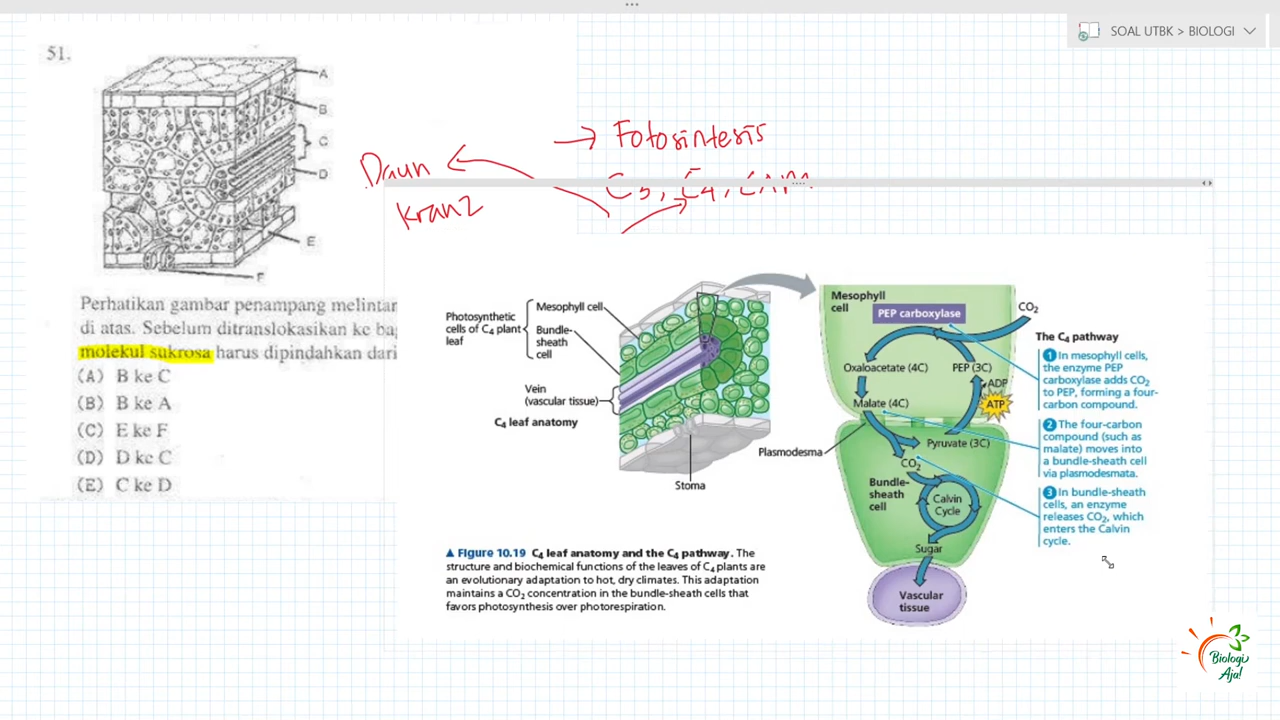 SOAL UTBK > BIOLOGI
51.
A
B
C
D
E
F
→ Fotosintesis
Daun
Kranz
C3, C4, CAM
Perhatikan gambar penampang melintar
di atas. Sebelum ditranslokasikan ke bag
molekul sukrosa harus dipindahkan dari
(A) B ke C
(B) B ke A
(C) E ke F
(D) D ke C
(E) C ke D
Photosynthetic
cells of C4 plant
leaf
Mesophyll cell
Bundle-
sheath
cell
Vein
(vascular tissue)
C4 leaf anatomy
Stoma
Mesophyll
cell
PEP carboxylase
CO2
Oxaloacetate (4C)
PEP (3C)
ADP
ATP
Malate (4C)
Pyruvate (3C)
Plasmodesma
CO2
Bundle-
sheath
cell
Calvin
Cycle
Sugar
Vascular
tissue
The C4 pathway
1 In mesophyll cells,
the enzyme PEP
carboxylase adds CO2
to PEP, forming a four-
carbon compound.
2 The four-carbon
compound (such as
malate) moves into
a bundle-sheath cell
via plasmodesmata.
3 In bundle-sheath
cells, an enzyme
releases CO2, which
enters the Calvin
cycle.
▲ Figure 10.19 C4 leaf anatomy and the C4 pathway. The
structure and biochemical functions of the leaves of C4 plants are
an evolutionary adaptation to hot, dry climates. This adaptation
maintains a CO2 concentration in the bundle-sheath cells that
favors photosynthesis over photorespiration.
Biologi
Aja!